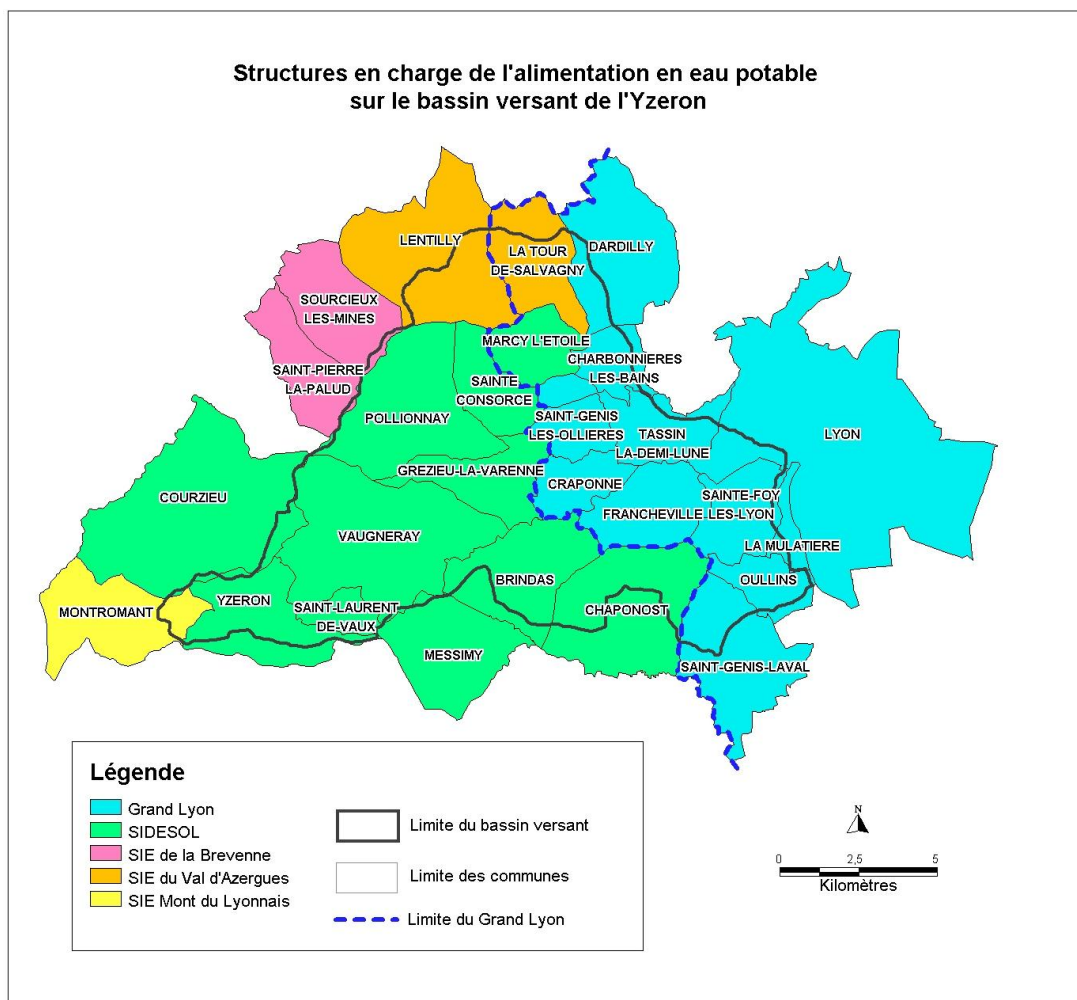 Structures en charge de l'alimentation en eau potable
sur le bassin versant de l'Yzeron
LENTILLY
LA TOUR
DE-SALVAGNY
DARDILLY
SOURCIEUX
LES-MINES
MARCY L'ETOILE
CHARBONNIERES
LES-BAINS
SAINT-PIERRE
LA-PALUD
SAINTE
CONSORCE
POLLIONNAY
SAINT-GENIS
LES-OLLIERES
TASSIN
LA-DEMI-LUNE
LYON
GREZIEU-LA-VARENNE
COURZIEU
CRAPONNE
SAINTE-FOY
LES-LYON
FRANCHEVILLE
VAUGNERAY
LA MULATIERE
BRINDAS
OULLINS
MONTROMANT
YZERON
SAINT-LAURENT
DE-VAUX
CHAPONOST
MESSIMY
SAINT-GENIS-LAVAL
Légende
Grand Lyon
SIDESOL
SIE de la Brevenne
SIE du Val d'Azergues
SIE Mont du Lyonnais
Limite du bassin versant
Limite des communes
Limite du Grand Lyon
N
0 2,5 5
Kilomètres